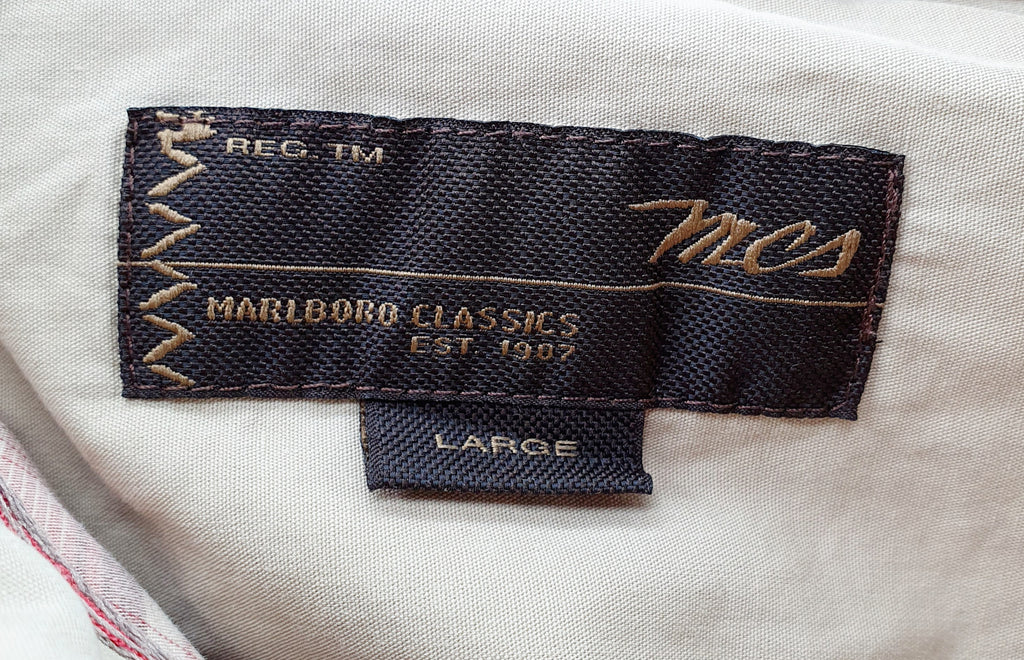 REG. TM
mcs
MARLBORO CLASSICS
EST. 1987
LARGE